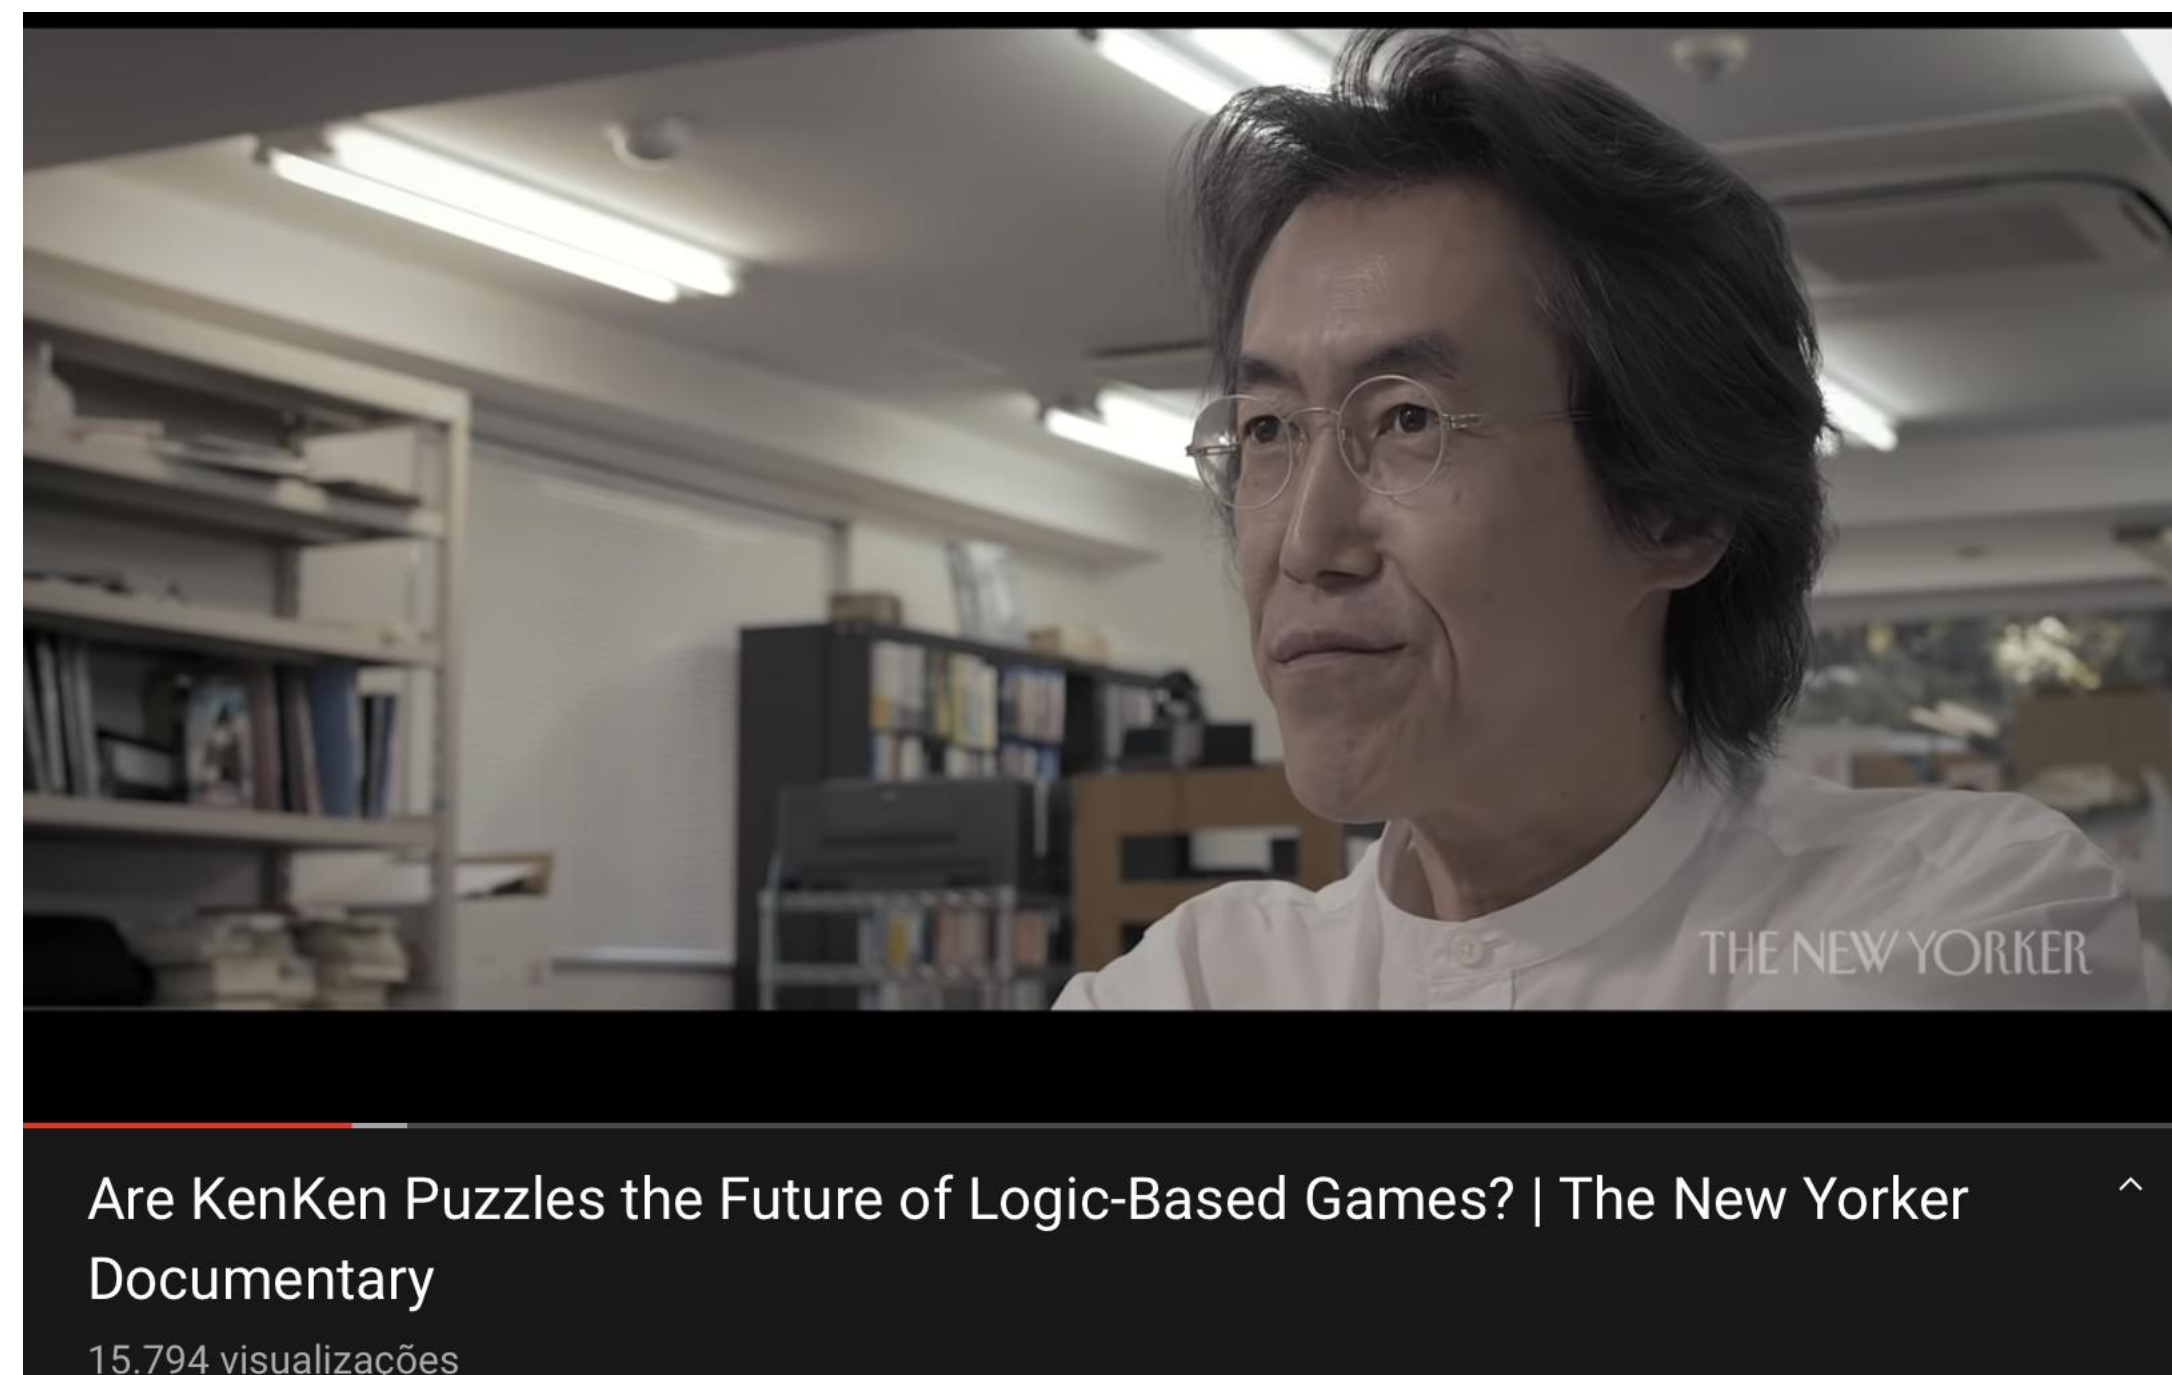 THE NEW YORKER
Are KenKen Puzzles the Future of Logic-Based Games? | The New Yorker
Documentary
15.794 visualizações